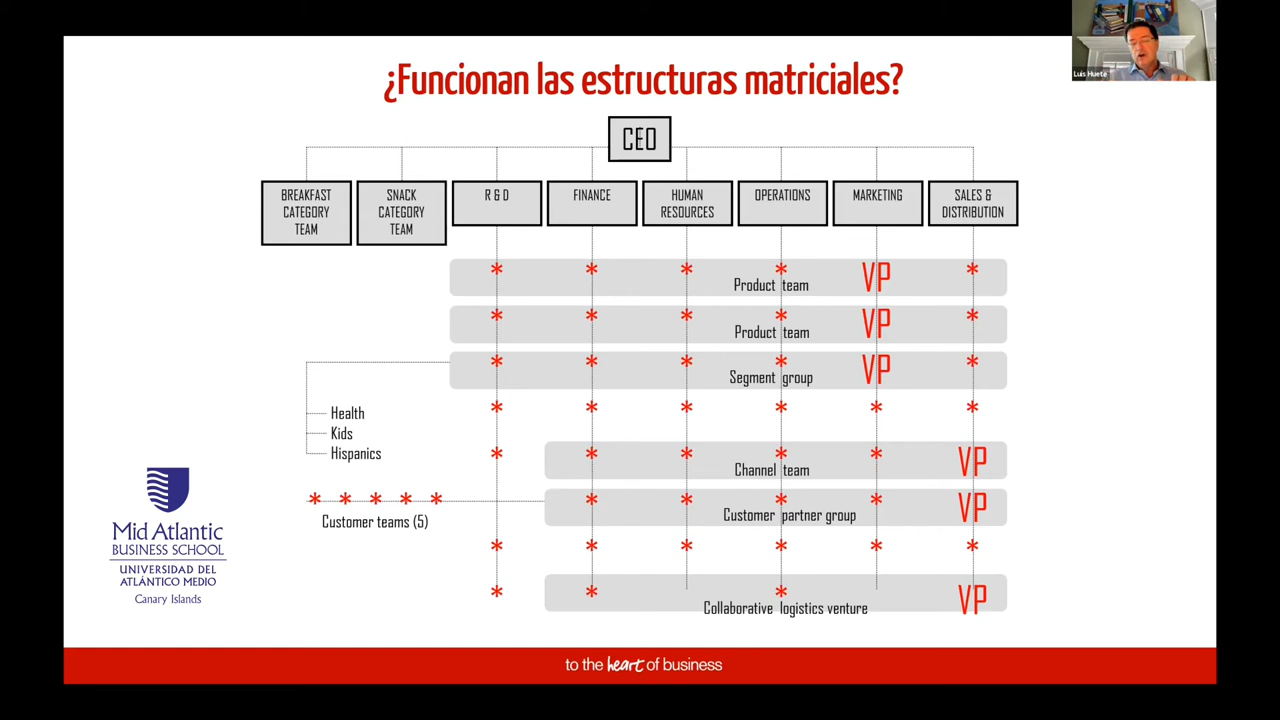 Luis Huete
¿Funcionan las estructuras matriciales?
CEO
BREAKFAST
CATEGORY
TEAM
SNACK
CATEGORY
TEAM
R & D
FINANCE
HUMAN
RESOURCES
OPERATIONS
MARKETING
SALES &
DISTRIBUTION
* * * * VP *
Product team
* * * * VP *
Product team
* * * * VP *
Segment group
* * * * * *
Health
Kids
Hispanics
* * * * * VP
Channel team
* * * * * * * * * VP
Customer partner group
Customer teams (5)
* * * * * *
* * * VP
Collaborative logistics venture
Mid Atlantic
BUSINESS SCHOOL
UNIVERSIDAD DEL
ATLÁNTICO MEDIO
Canary Islands
to the heart of business